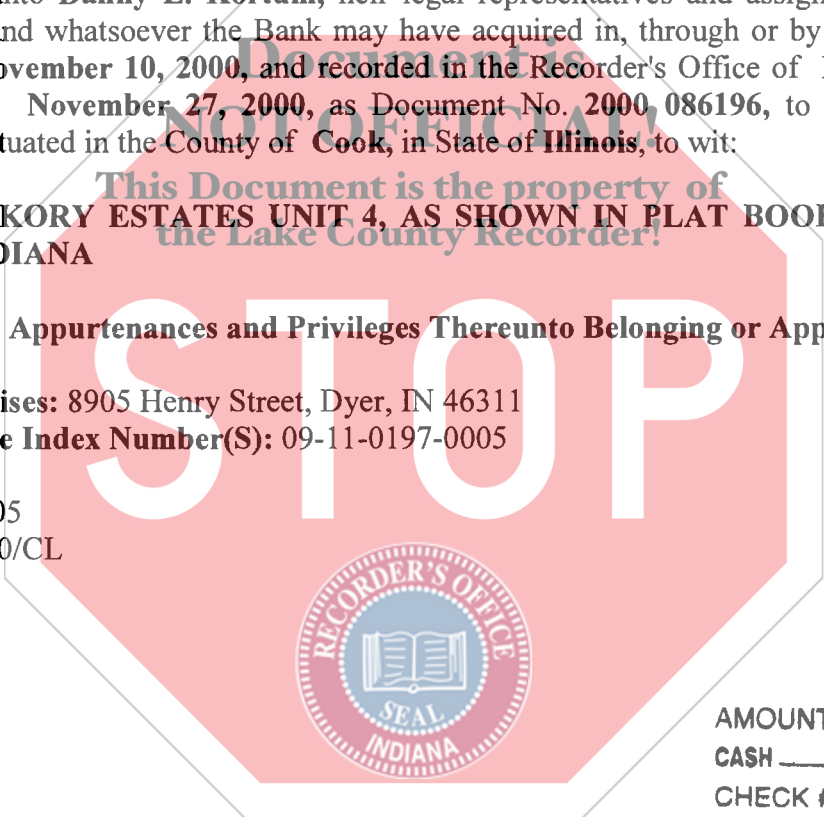 nto Danny E. Kortum, heir legal representatives and assign
nd whatsoever the Bank may have acquired in, through or by
ovember 10, 2000, and recorded in the Recorder's Office of
November 27, 2000, as Document No. 2000 086196, to
tuated in the County of Cook, in State of Illinois, to wit:
Document is
NOT OFFICIAL!
This Document is the property of
the Lake County Recorder!
KORY ESTATES UNIT 4, AS SHOWN IN PLAT BOOK
DIANA
Appurtenances and Privileges Thereunto Belonging or App
ises: 8905 Henry Street, Dyer, IN 46311
e Index Number(S): 09-11-0197-0005
05
0/CL
STOP
RECORDER'S OFFICE
SEAL
INDIANA
AMOUNT
CASH
CHECK #